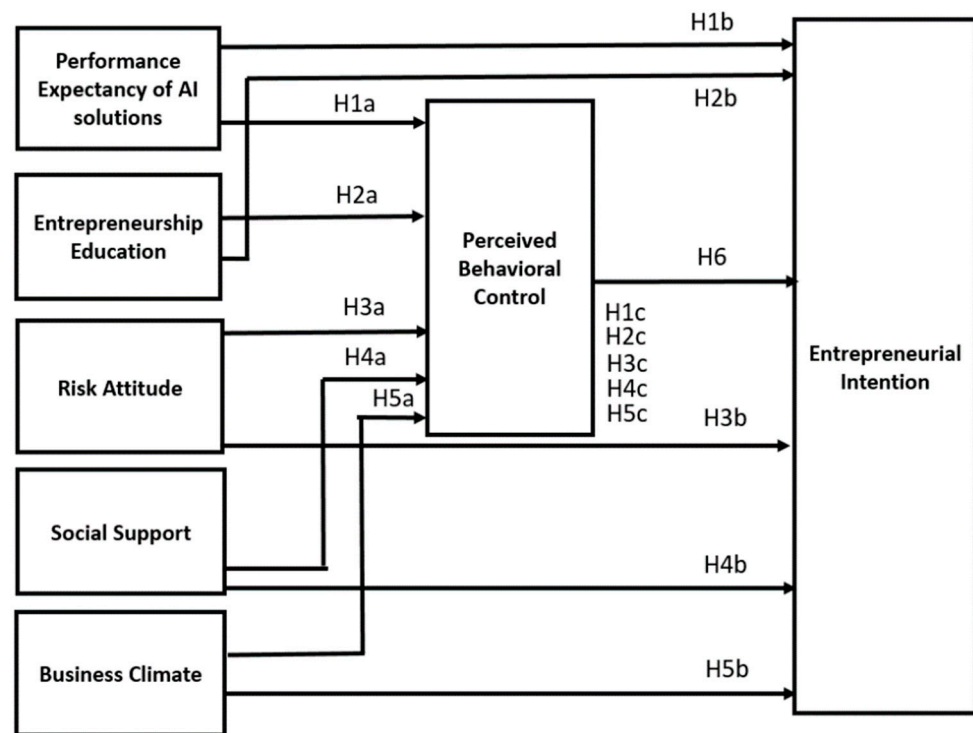 Performance
Expectancy of AI
solutions
Entrepreneurship
Education
Risk Attitude
Social Support
Business Climate
H1a
H2a
H3a
H4a
H5a
Perceived
Behavioral
Control
H1b
H2b
H6
H1c
H2c
H3c
H4c
H5c
H3b
H4b
H5b
Entrepreneurial
Intention